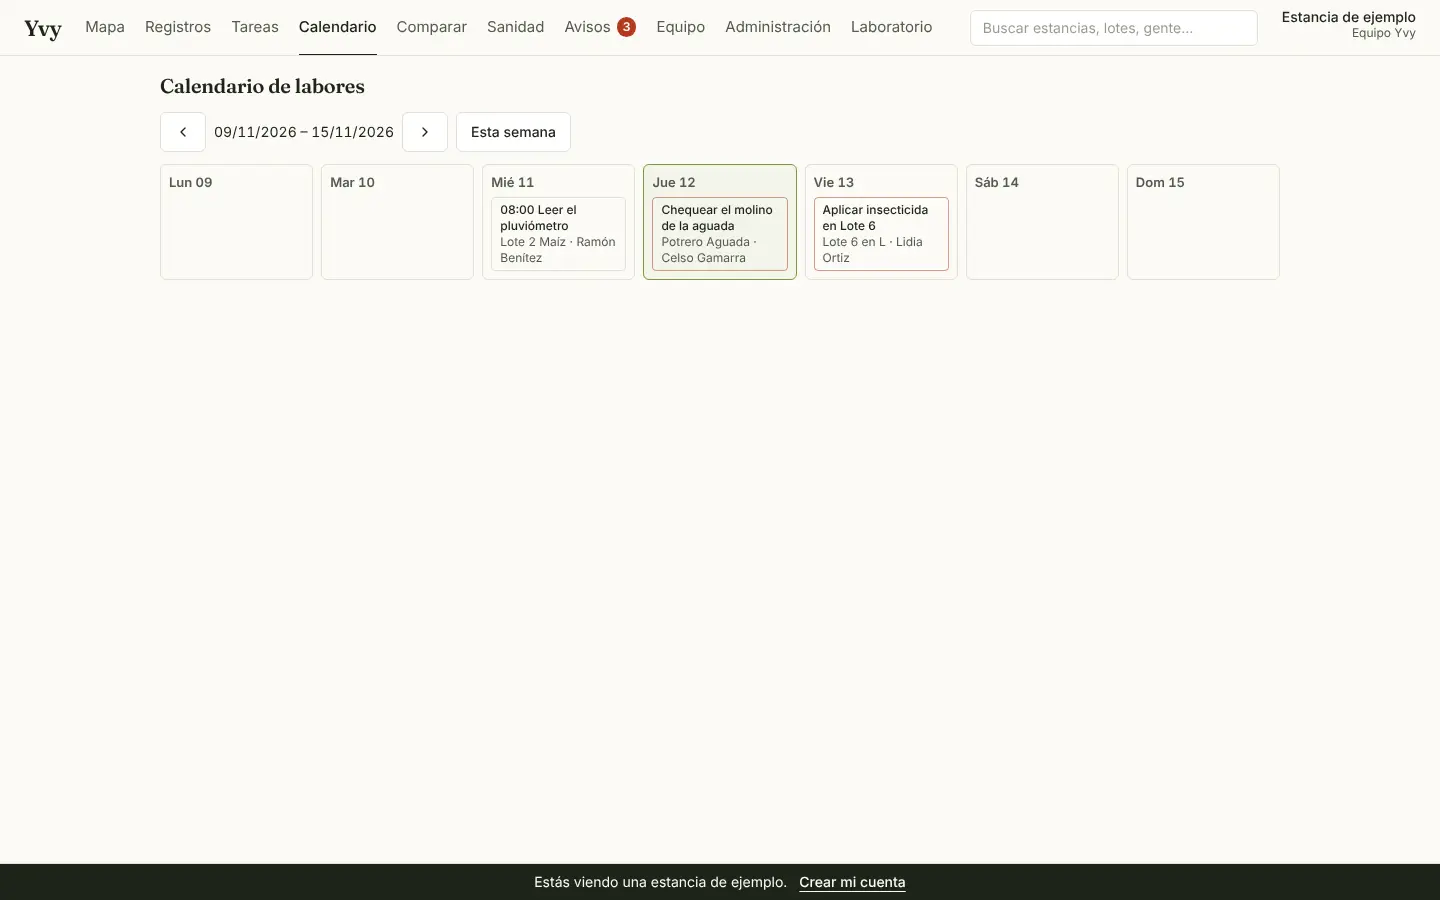 Yvy
Mapa
Registros
Tareas
Calendario
Comparar
Sanidad
Avisos 3
Equipo
Administración
Laboratorio
Buscar estancias, lotes, gente...
Estancia de ejemplo
Equipo Yvy
Calendario de labores
09/11/2026 – 15/11/2026
Esta semana
Lun 09
Mar 10
Mié 11
08:00 Leer el
pluviómetro
Lote 2 Maíz · Ramón
Benítez
Jue 12
Chequear el molino
de la aguada
Potrero Aguada ·
Celso Gamarra
Vie 13
Aplicar insecticida
en Lote 6
Lote 6 en L · Lidia
Ortiz
Sáb 14
Dom 15
Estás viendo una estancia de ejemplo. Crear mi cuenta